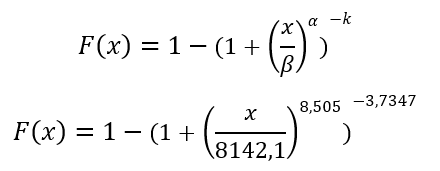 F(x) = 1 − (1 + (x/β)^α)^−k
F(x) = 1 − (1 + (x/8142,1)^8,505)^−3,7347